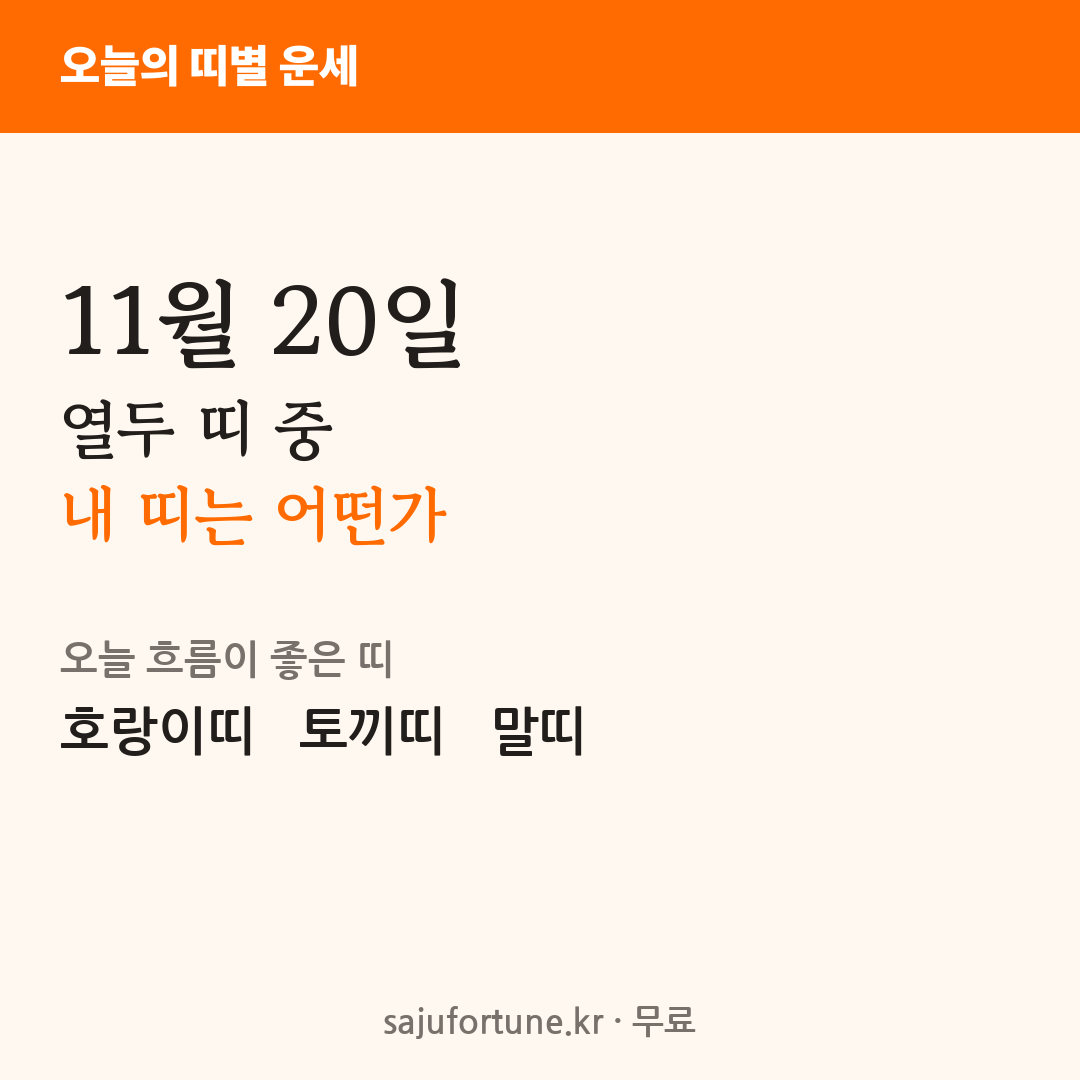 오늘의 띠별 운세
11월 20일
열두 띠 중
내 띠는 어떤가
오늘 흐름이 좋은 띠
호랑이띠 토끼띠 말띠
sajufortune.kr · 무료